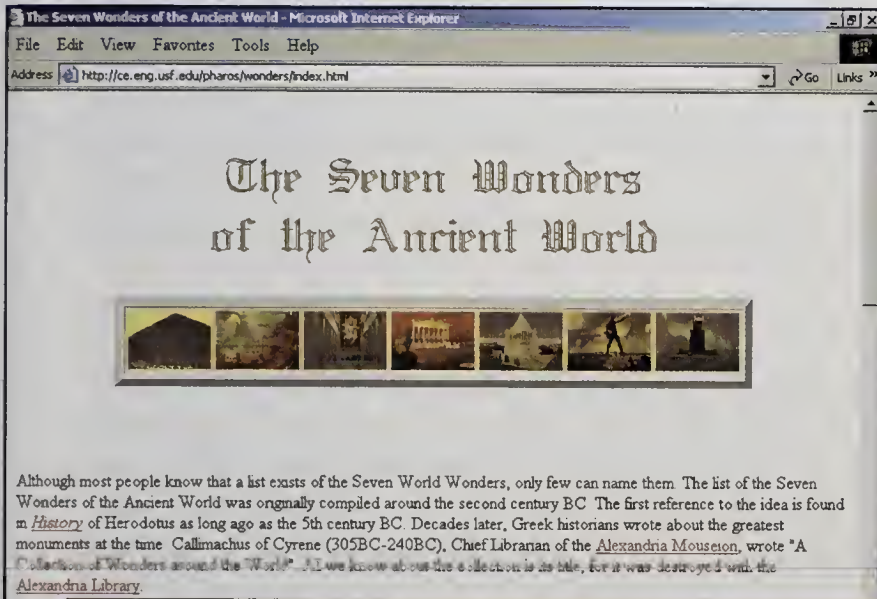 The Seven Wonders of the Ancient World - Microsoft Internet Explorer
File Edit View Favorites Tools Help
Address http://ce.eng.usf.edu/pharos/wonders/index.html Go Links »
The Seven Wonders
of the Ancient World
Although most people know that a list exists of the Seven World Wonders, only few can name them. The list of the Seven
Wonders of the Ancient World was originally compiled around the second century BC. The first reference to the idea is found
in History of Herodotus as long ago as the 5th century BC. Decades later, Greek historians wrote about the greatest
monuments at the time. Callimachus of Cyrene (305BC-240BC), Chief Librarian of the Alexandria Mouseion, wrote "A
Collection of Wonders around the World". All we know about the collection is its title, for it was destroyed with the
Alexandria Library.